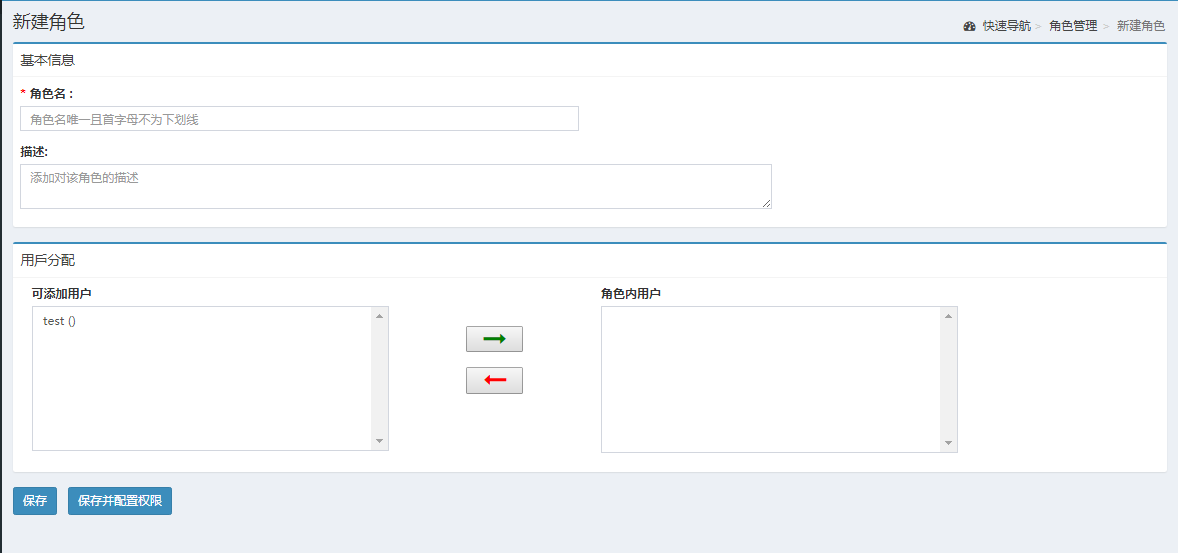 新建角色
快速导航 > 角色管理 > 新建角色
基本信息
* 角色名 :
角色名唯一且首字母不为下划线
描述:
添加对该角色的描述
用戶分配
可添加用户
角色内用户
test ()
保存
保存并配置权限